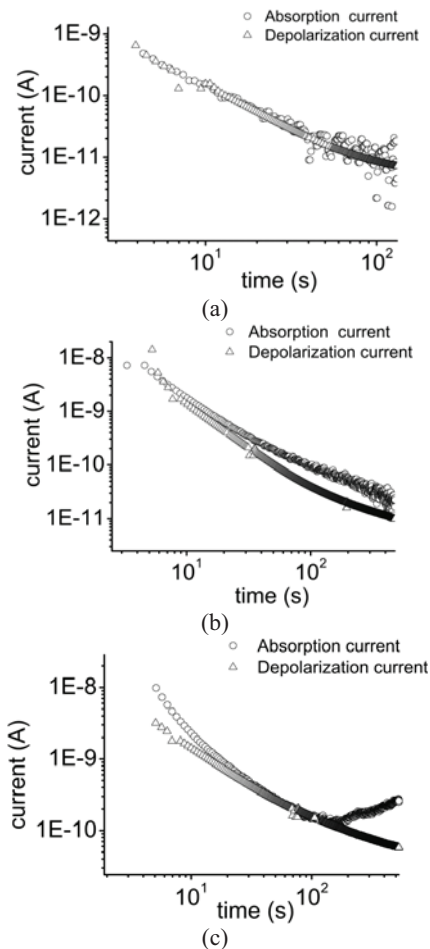 Absorption current
Depolarization current
1E-9
1E-10
1E-11
1E-12
current (A)
10¹
10²
time (s)
(a)
Absorption current
Depolarization current
1E-8
1E-9
1E-10
1E-11
current (A)
10¹
10²
time (s)
(b)
Absorption current
Depolarization current
1E-8
1E-9
1E-10
current (A)
10¹
10²
time (s)
(c)